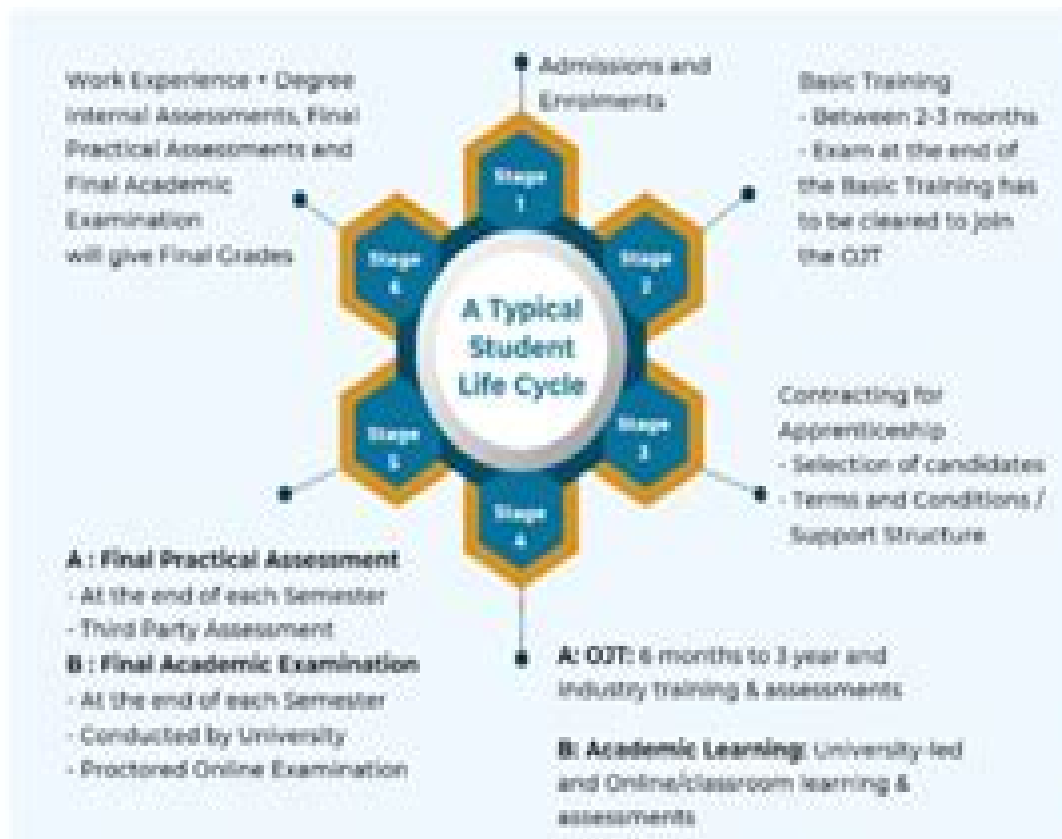 Admissions and
Enrolments
Stage
1
Basic Training
- Between 2-3 months
- Exam at the end of
the Basic Training has
to be cleared to join
the OJT
Stage
2
Contracting for
Apprenticeship
- Selection of candidates
- Terms and Conditions /
Support Structure
Stage
3
Stage
4
A: OJT: 6 months to 3 year and
industry training & assessments
B: Academic Learning: University-led
and Online/classroom learning &
assessments
Stage
5
A : Final Practical Assessment
- At the end of each Semester
- Third Party Assessment
B : Final Academic Examination
- At the end of each Semester
- Conducted by University
- Proctored Online Examination
Stage
6
Work Experience + Degree
Internal Assessments, Final
Practical Assessments and
Final Academic
Examination
will give Final Grades
A Typical
Student
Life Cycle